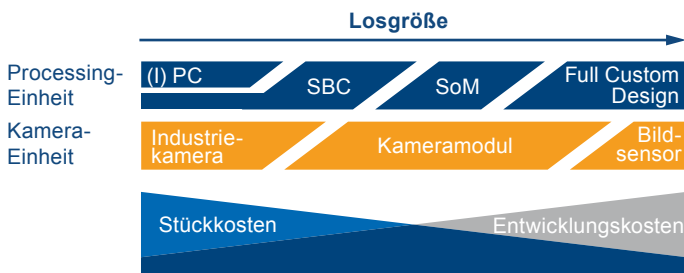 Losgröße
Processing-
Einheit
(I) PC
SBC
SoM
Full Custom
Design
Kamera-
Einheit
Industrie-
kamera
Kameramodul
Bild-
sensor
Stückkosten
Entwicklungskosten